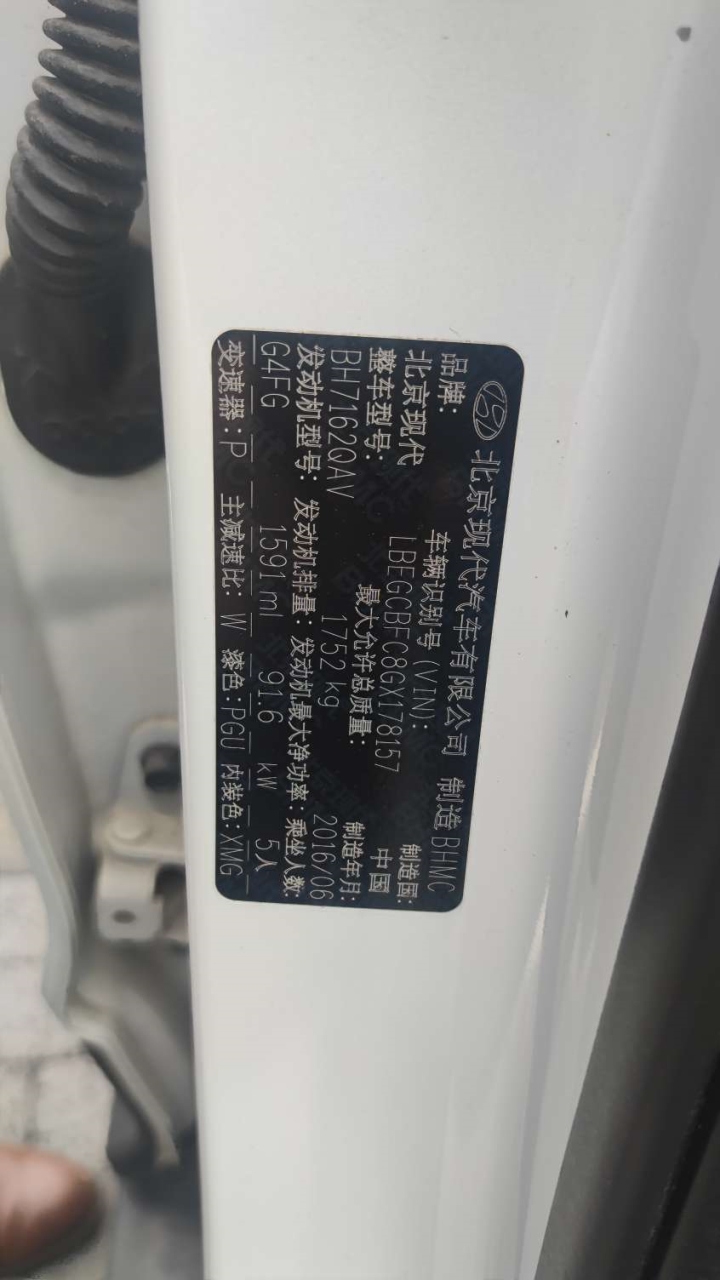 北京现代汽车有限公司 制造 BHMC
品牌: 车辆识别号(VIN): 制造国:
北京现代 LBEGCBFC8GX178157 中国
整车型号: 最大允许总质量: 制造年月:
BH7162QAV 1752 kg 2016/06
发动机型号: 发动机排量: 发动机最大净功率: 乘坐人数:
G4FG 1591 ml 91.6 kW 5人
变速器: P 主减速比: W 漆色: PGU 内装色: XMG